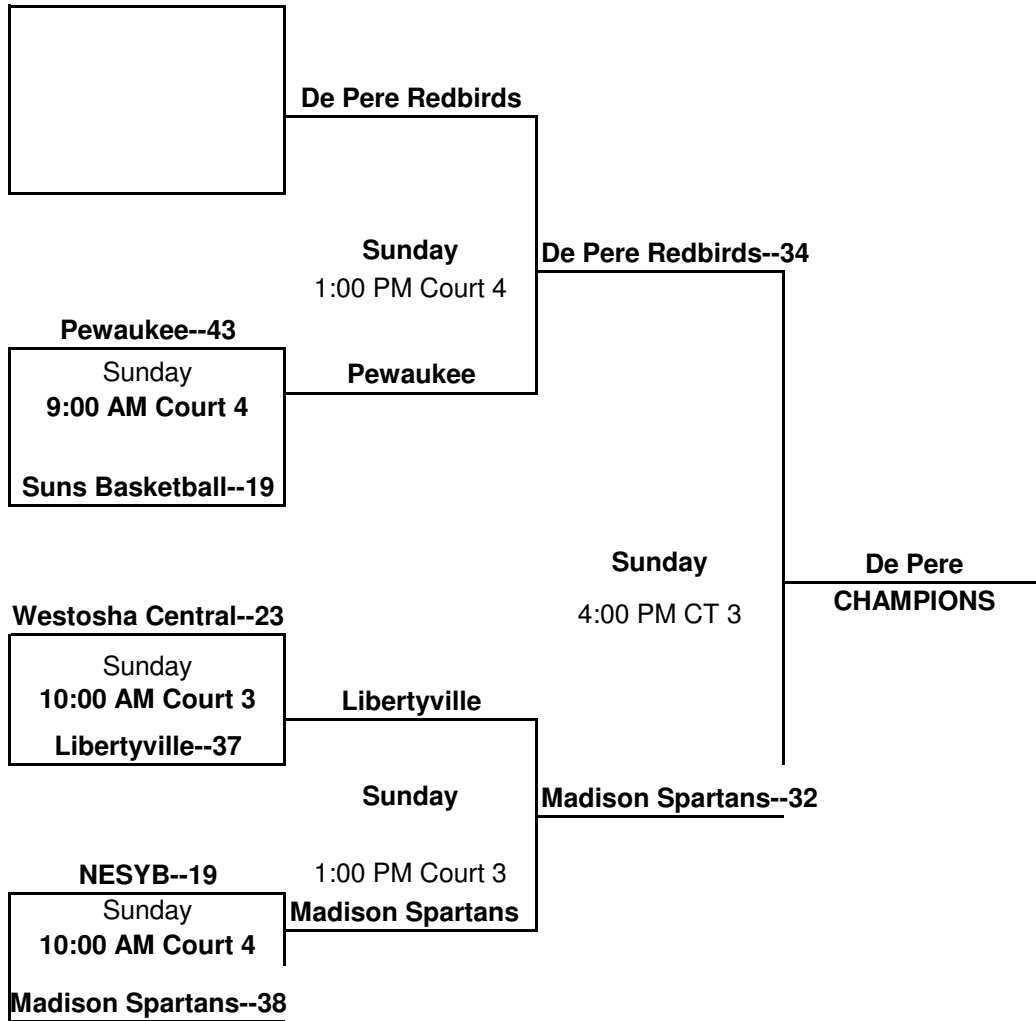 De Pere Redbirds
Sunday
De Pere Redbirds--34
1:00 PM Court 4
Pewaukee--43
Sunday
Pewaukee
9:00 AM Court 4
Suns Basketball--19
Sunday
De Pere
4:00 PM CT 3
CHAMPIONS
Westosha Central--23
Sunday
10:00 AM Court 3
Libertyville
Libertyville--37
Sunday
Madison Spartans--32
NESYB--19
1:00 PM Court 3
Sunday
Madison Spartans
10:00 AM Court 4
Madison Spartans--38